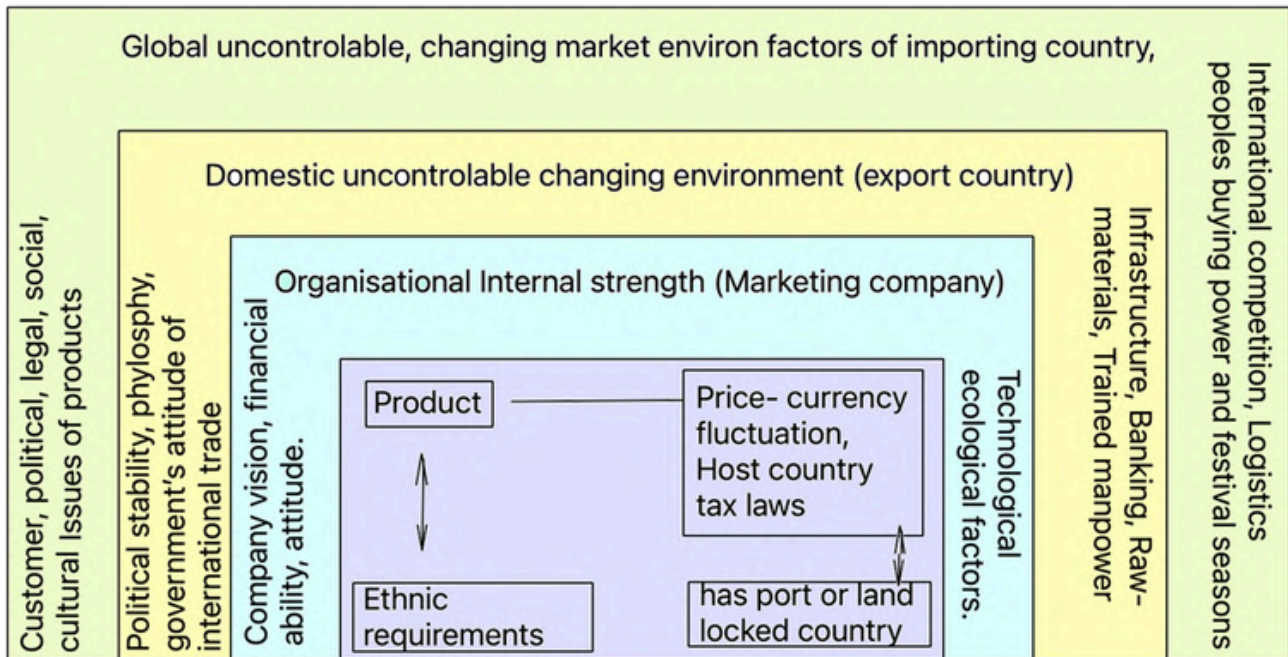 Global uncontrolable, changing market environ factors of importing country,
Customer, political, legal, social,
cultural Issues of products
International competition, Logistics
peoples buying power and festival seasons
Domestic uncontrolable changing environment (export country)
Political stability, phylosphy,
government's attitude of
international trade
Infrastructure, Banking, Raw-
materials, Trained manpower
Organisational Internal strength (Marketing company)
Company vision, financial
ability, attitude.
Technological
ecological factors.
Product
Price- currency
fluctuation,
Host country
tax laws
Ethnic
requirements
has port or land
locked country